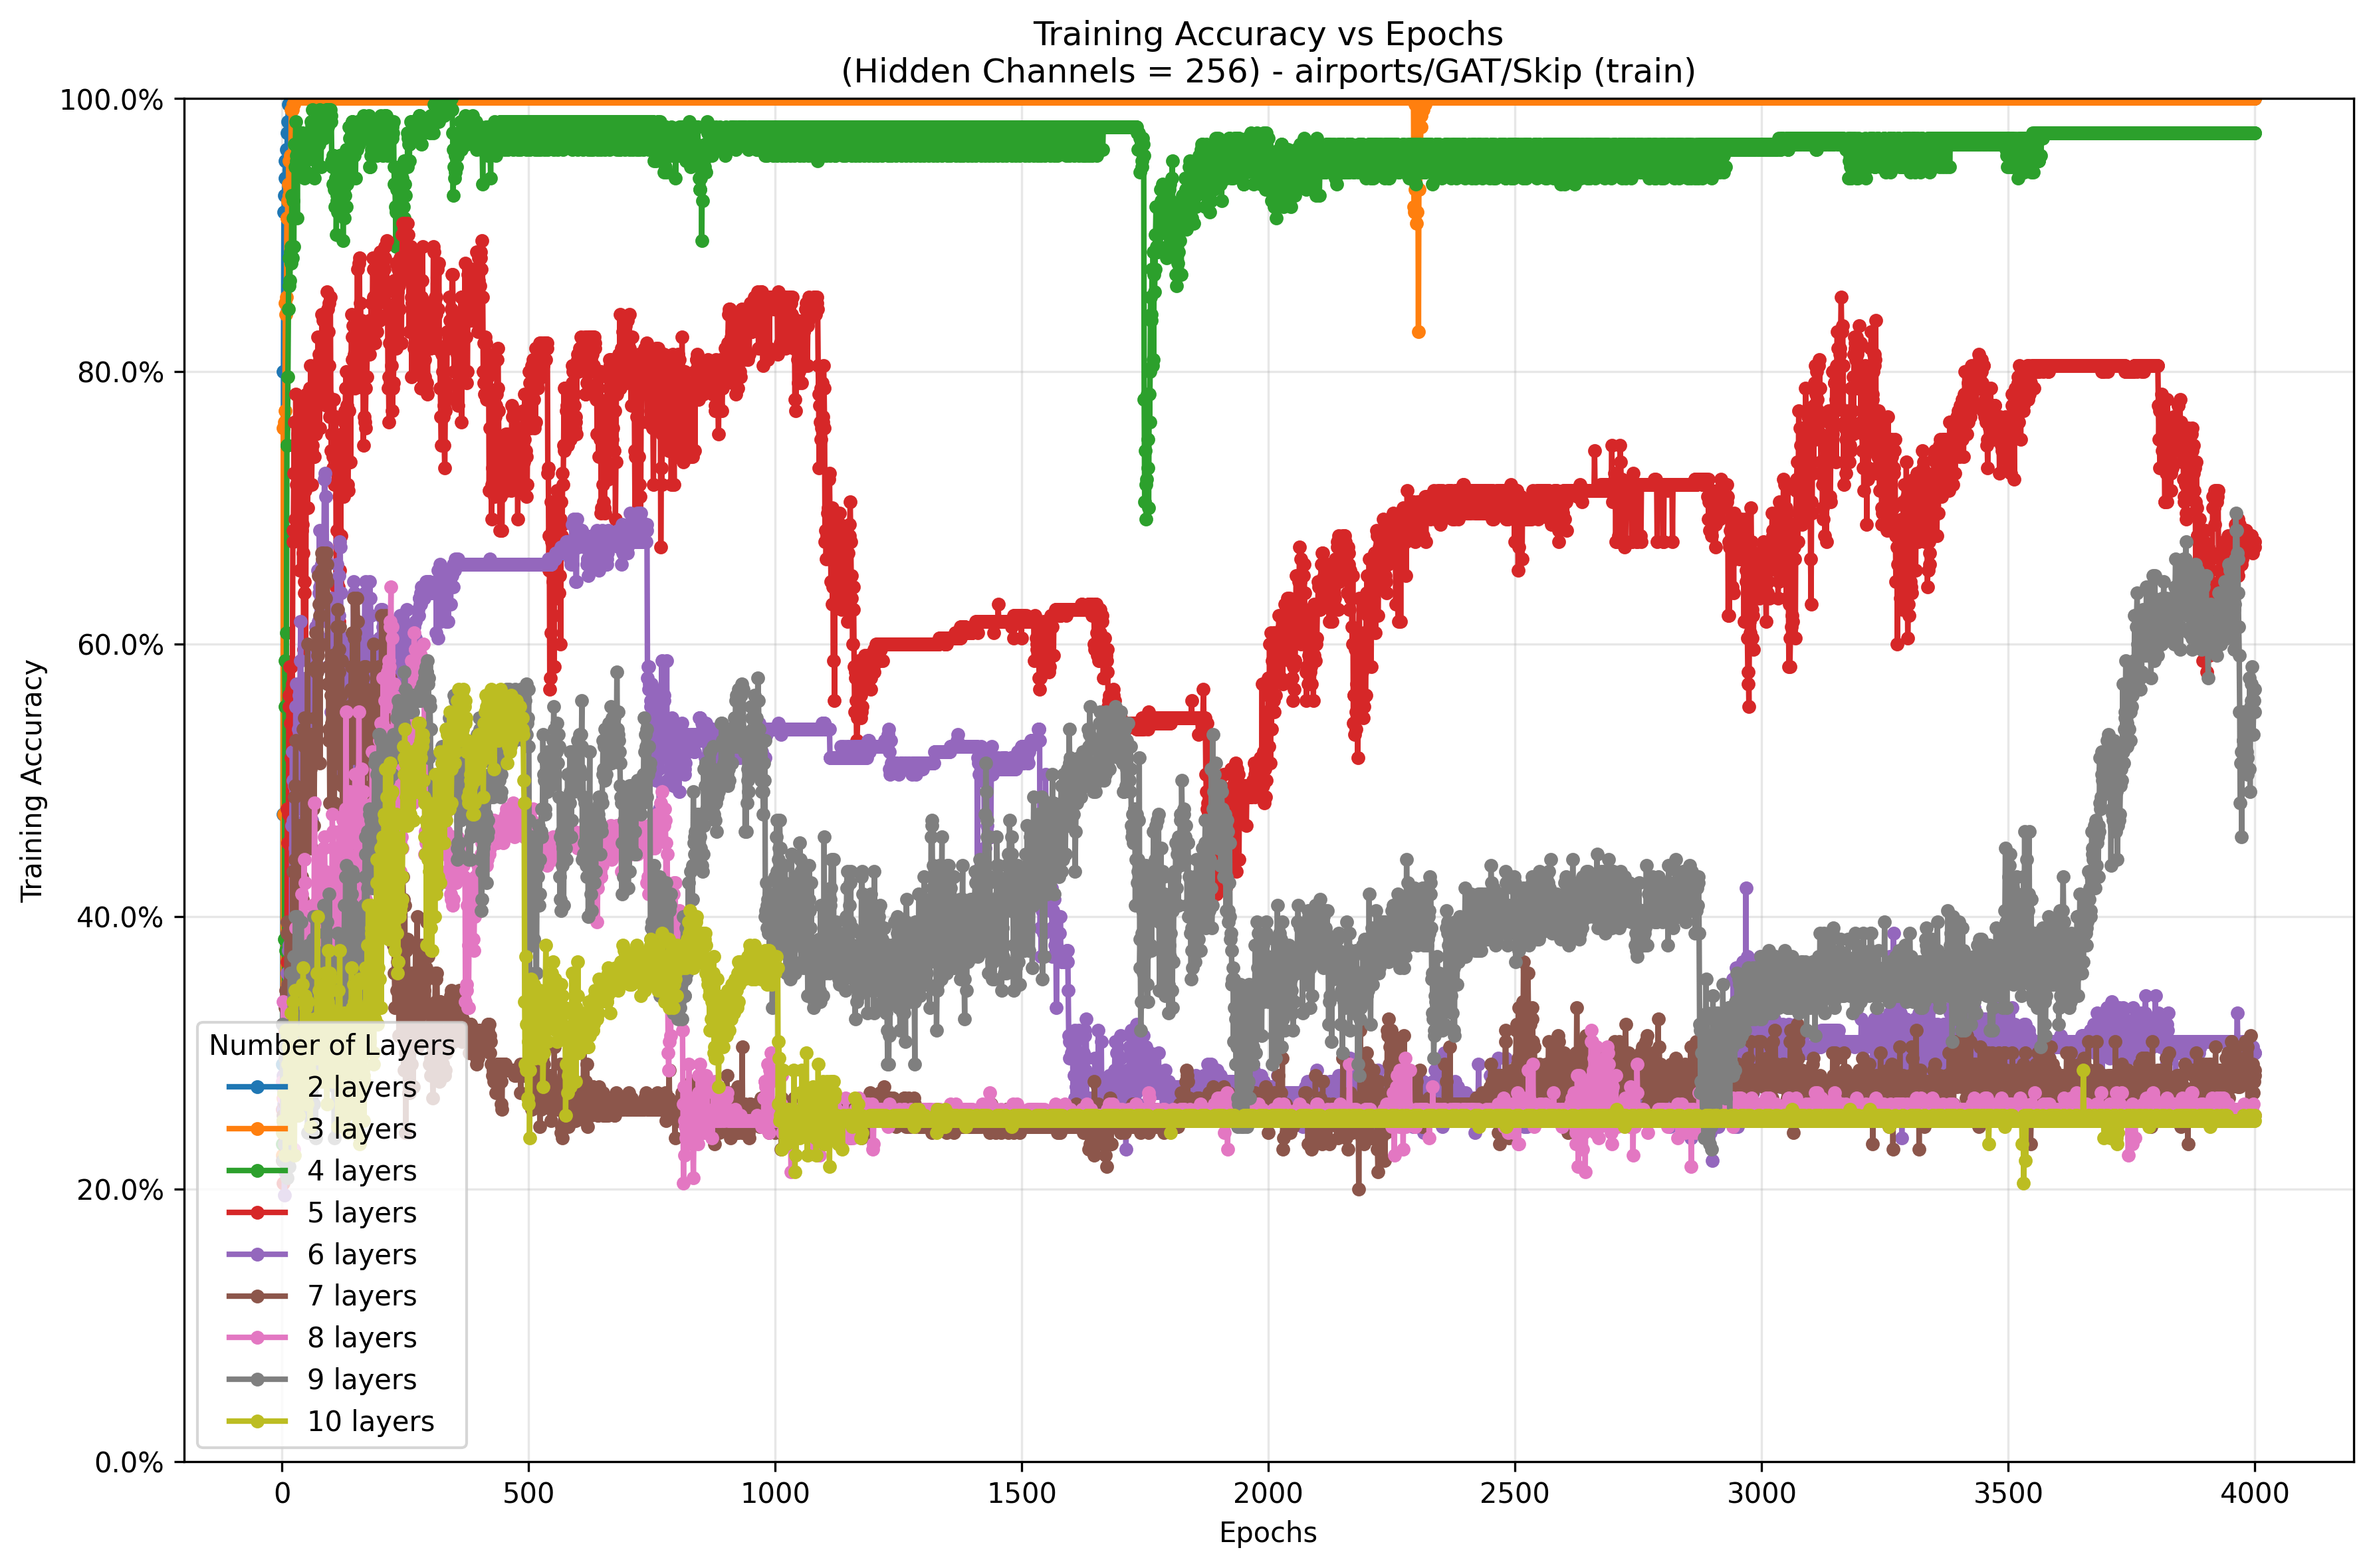 Training Accuracy vs Epochs
(Hidden Channels = 256) - airports/GAT/Skip (train)
100.0%
80.0%
60.0%
40.0%
20.0%
0.0%
Training Accuracy
Number of Layers
2 layers
3 layers
4 layers
5 layers
6 layers
7 layers
8 layers
9 layers
10 layers
0
500
1000
1500
2000
2500
3000
3500
4000
Epochs